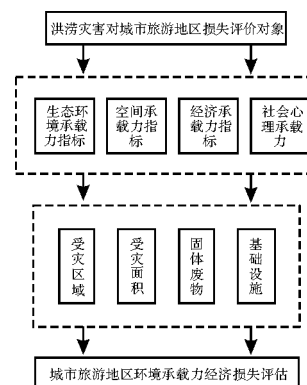 洪涝灾害对城市旅游地区损失评价对象
生态环
境承载
力指标
空间承
载力指
标
经济承
载力指
标
社会心
理承载
力
受灾区域
受灾面积
固体废物
基础设施
城市旅游地区环境承载力经济损失评估